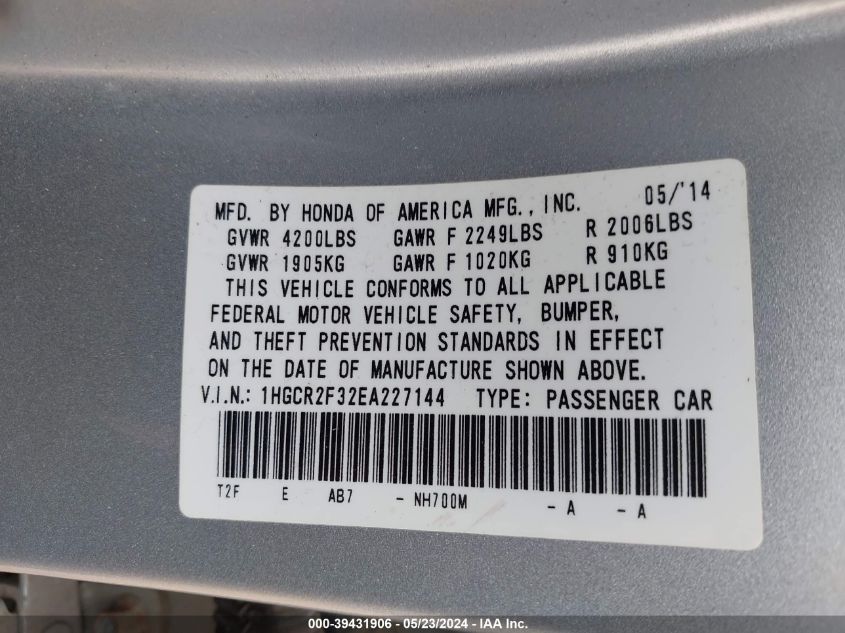 MFD. BY HONDA OF AMERICA MFG., INC. 05/'14
GVWR 4200LBS GAWR F 2249LBS R 2006LBS
GVWR 1905KG GAWR F 1020KG R 910KG
THIS VEHICLE CONFORMS TO ALL APPLICABLE
FEDERAL MOTOR VEHICLE SAFETY, BUMPER,
AND THEFT PREVENTION STANDARDS IN EFFECT
ON THE DATE OF MANUFACTURE SHOWN ABOVE.
V.I.N.: 1HGCR2F32EA227144 TYPE: PASSENGER CAR
T2F E AB7 - NH700M - A - A
000-39431906 - 05/23/2024 - IAA Inc.